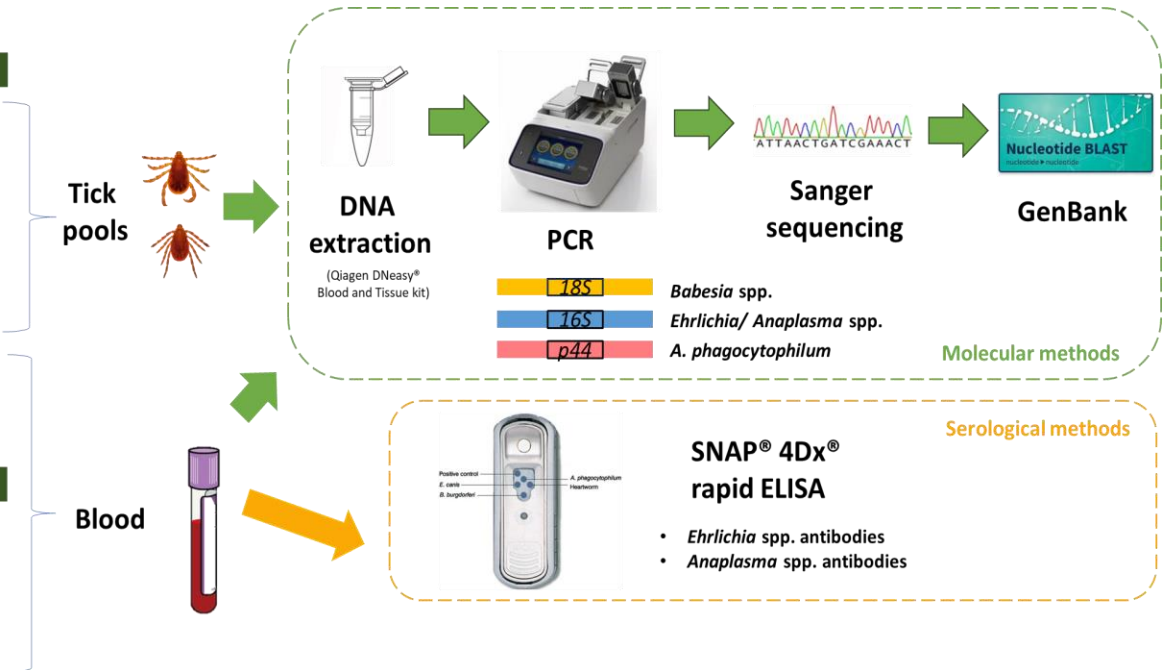 Tick
pools
DNA
extraction
(Qiagen DNeasy®
Blood and Tissue kit)
PCR
ATTAACTGATCGAAACT
Sanger
sequencing
Nucleotide BLAST
nucleotide ▸ nucleotide
GenBank
18S
Babesia spp.
16S
Ehrlichia/ Anaplasma spp.
p44
A. phagocytophilum
Molecular methods
Blood
Serological methods
Positive control
E. canis
B. burgdorferi
A. phagocytophilum
Heartworm
SNAP® 4Dx®
rapid ELISA
• Ehrlichia spp. antibodies
• Anaplasma spp. antibodies